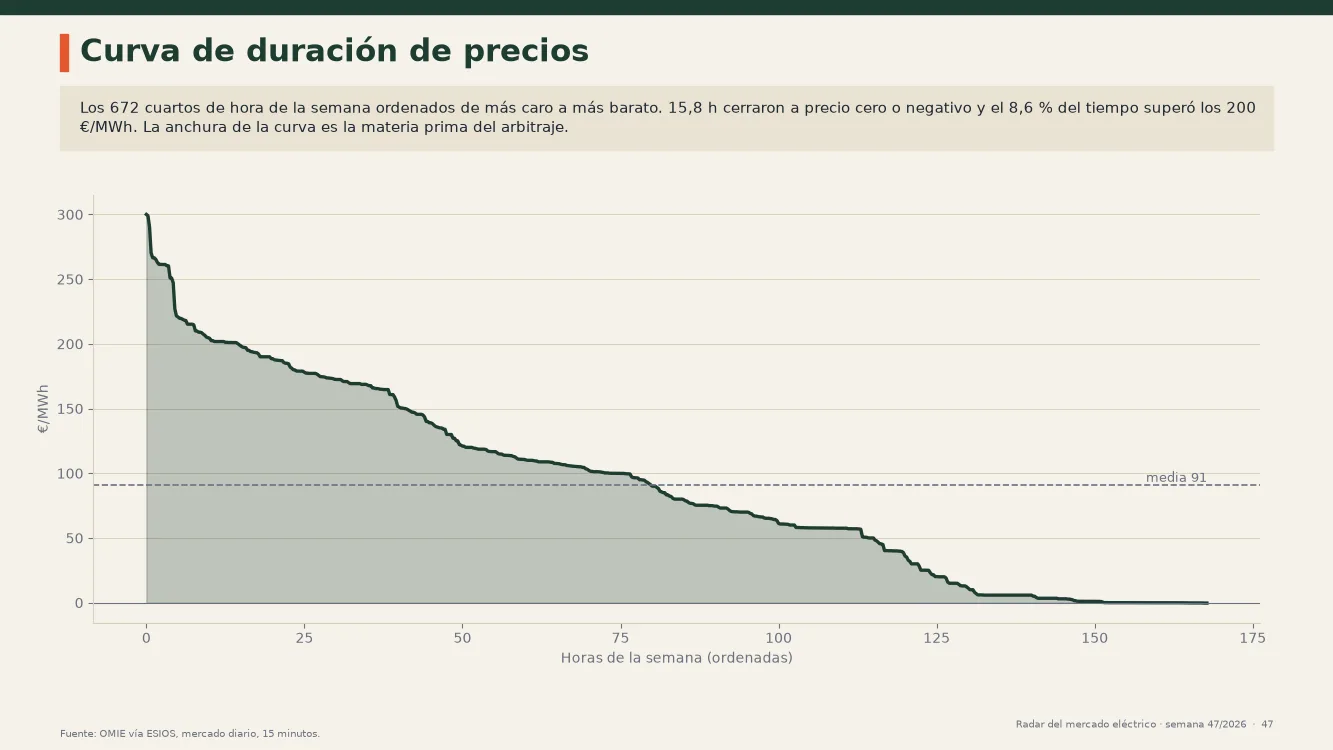 Curva de duración de precios
Los 672 cuartos de hora de la semana ordenados de más caro a más barato. 15,8 h cerraron a precio cero o negativo y el 8,6 % del tiempo superó los 200
€/MWh. La anchura de la curva es la materia prima del arbitraje.
300
250
200
150
100
50
0
€/MWh
media 91
0 25 50 75 100 125 150 175
Horas de la semana (ordenadas)
Radar del mercado eléctrico · semana 47/2026 · 47
Fuente: OMIE vía ESIOS, mercado diario, 15 minutos.